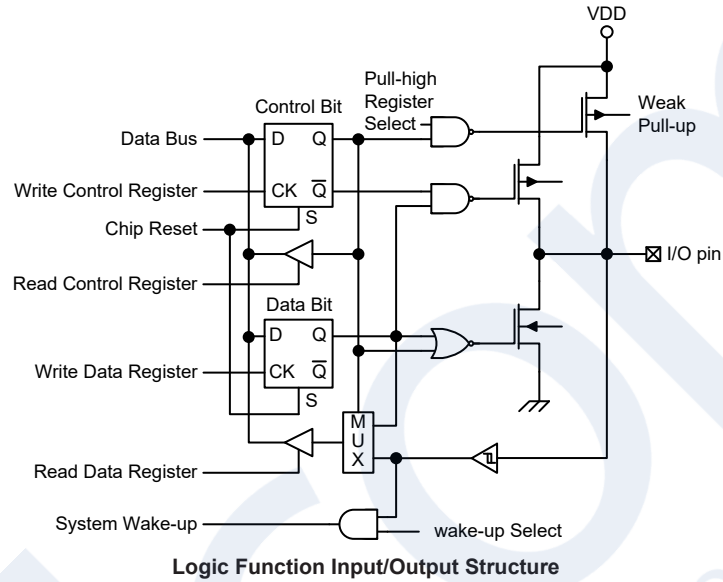 VDD
Pull-high
Register
Select
Weak
Pull-up
Control Bit
Data Bus
D
Q
Write Control Register
CK
Q̅
S
Chip Reset
I/O pin
Read Control Register
Data Bit
D
Q
Write Data Register
CK
Q̅
S
M
U
X
Read Data Register
System Wake-up
wake-up Select
Logic Function Input/Output Structure